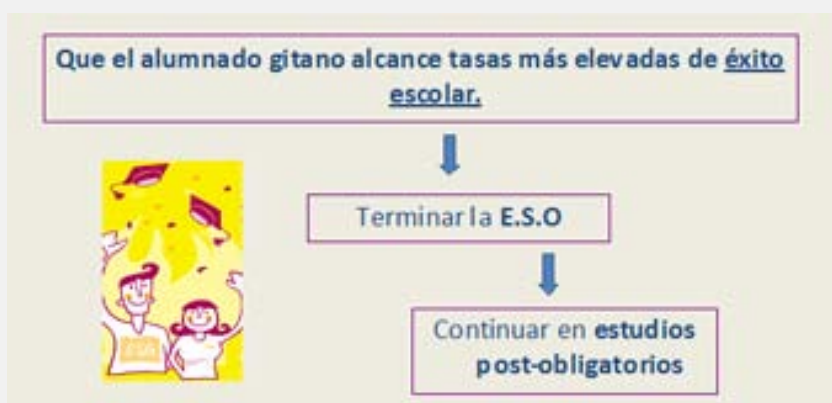 Que el alumnado gitano alcance tasas más elevadas de éxito
escolar.
Terminar la E.S.O
Continuar en estudios
post-obligatorios